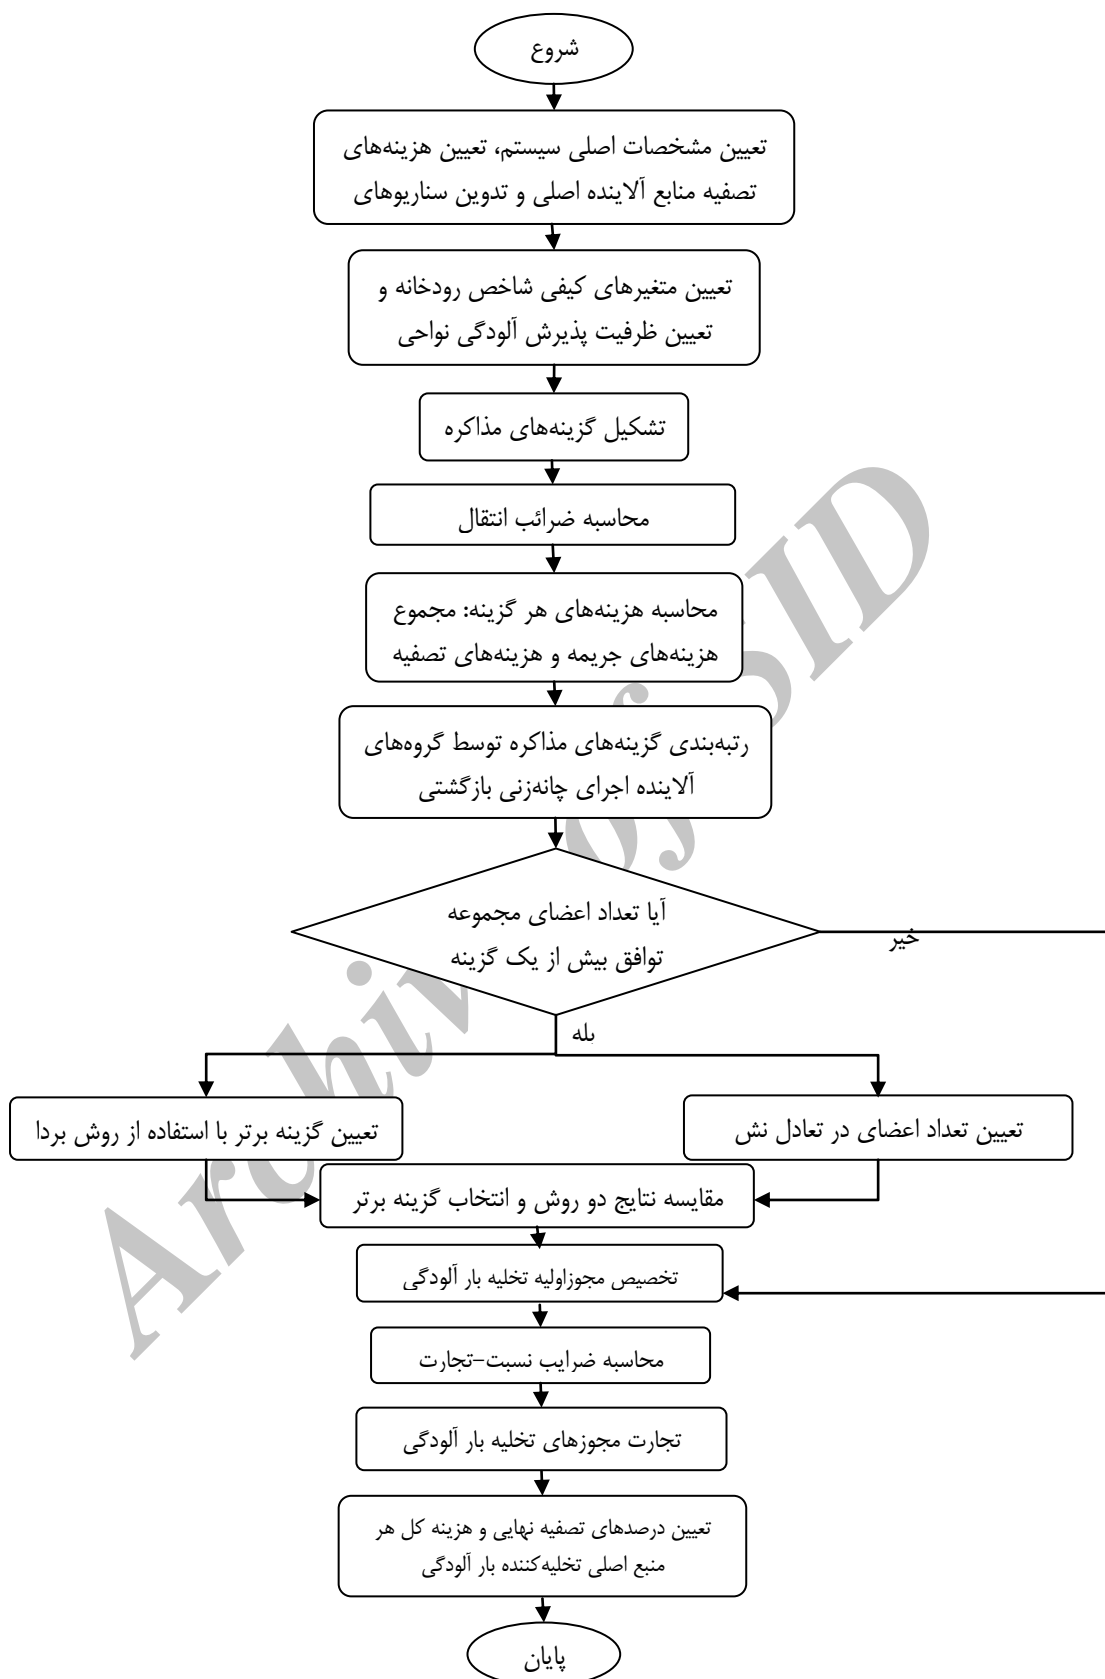 شروع
تعیین مشخصات اصلی سیستم، تعیین هزینه‌های
تصفیه منابع آلاینده اصلی و تدوین سناریوهای
تعیین متغیرهای کیفی شاخص رودخانه و
تعیین ظرفیت پذیرش آلودگی نواحی
تشکیل گزینه‌های مذاکره
محاسبه ضرائب انتقال
محاسبه هزینه‌های هر گزینه: مجموع
هزینه‌های جریمه و هزینه‌های تصفیه
رتبه‌بندی گزینه‌های مذاکره توسط گروه‌های
آلاینده اجرای چانه‌زنی بازگشتی
آیا تعداد اعضای مجموعه
توافق بیش از یک گزینه
خیر
بله
تعیین تعداد اعضای در تعادل نش
تعیین گزینه برتر با استفاده از روش بردا
مقایسه نتایج دو روش و انتخاب گزینه برتر
تخصیص مجوزاولیه تخلیه بار آلودگی
محاسبه ضرایب نسبت-تجارت
تجارت مجوزهای تخلیه بار آلودگی
تعیین درصدهای تصفیه نهایی و هزینه کل هر
منبع اصلی تخلیه‌کننده بار آلودگی
پایان
Archive of SID